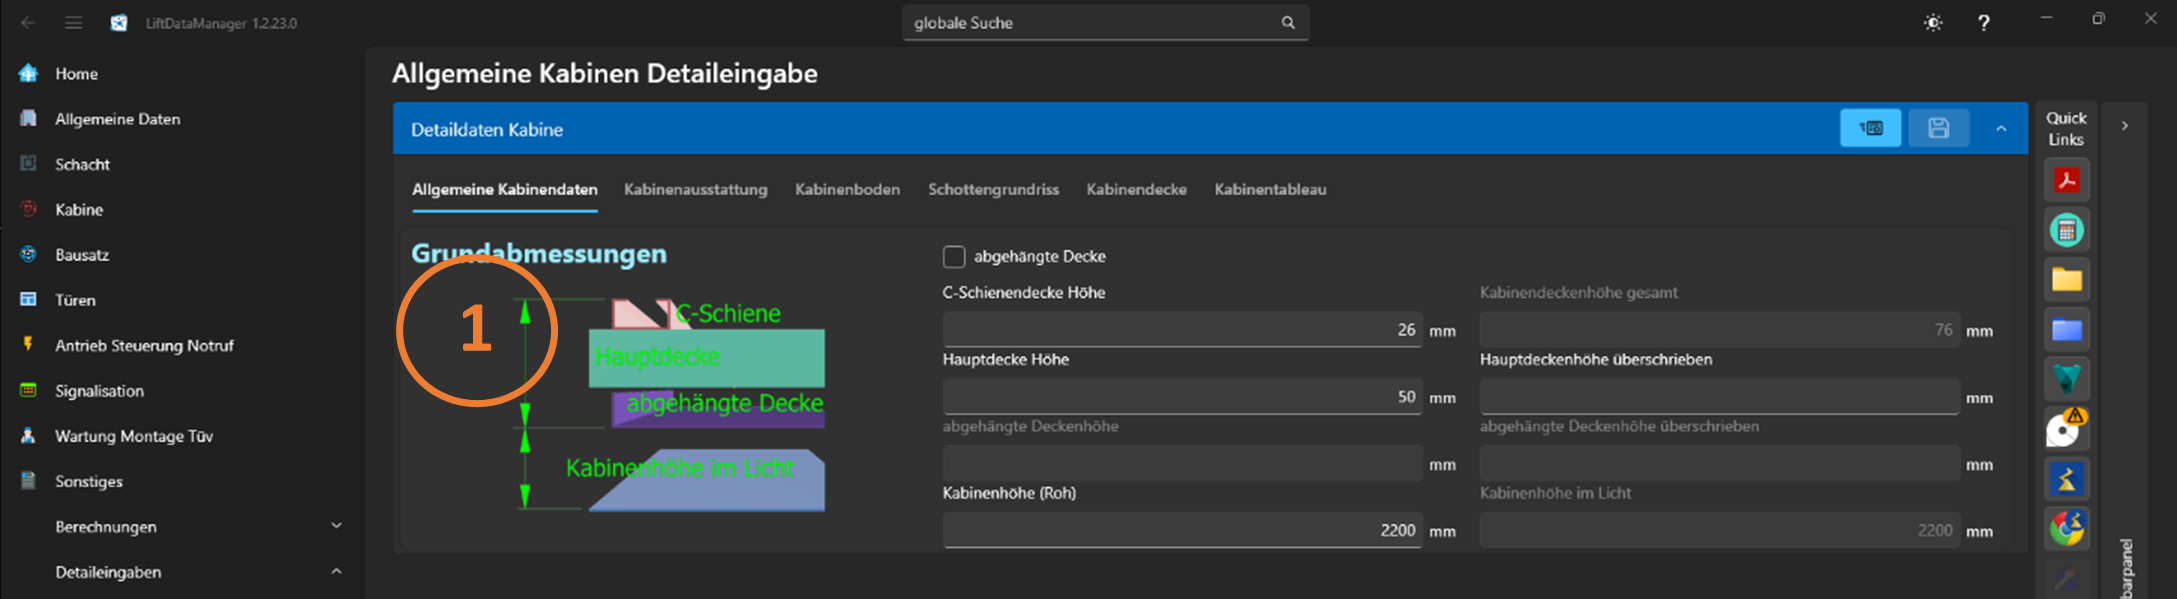 LiftDataManager 1.2.23.0
globale Suche
?
Home
Allgemeine Daten
Schacht
Kabine
Bausatz
Türen
Antrieb Steuerung Notruf
Signalisation
Wartung Montage Tüv
Sonstiges
Berechnungen
Detaileingaben
Allgemeine Kabinen Detaileingabe
Detaildaten Kabine
Allgemeine Kabinendaten
Kabinenausstattung
Kabinenboden
Schottengrundriss
Kabinendecke
Kabinentableau
Grundabmessungen
1
C-Schiene
Hauptdecke
abgehängte Decke
Kabinenhöhe im Licht
abgehängte Decke
C-Schienendecke Höhe
26 mm
Kabinendeckenhöhe gesamt
76 mm
Hauptdecke Höhe
50 mm
Hauptdeckenhöhe überschrieben
mm
abgehängte Deckenhöhe
mm
abgehängte Deckenhöhe überschrieben
mm
Kabinenhöhe (Roh)
2200 mm
Kabinenhöhe im Licht
2200 mm
Quick
Links